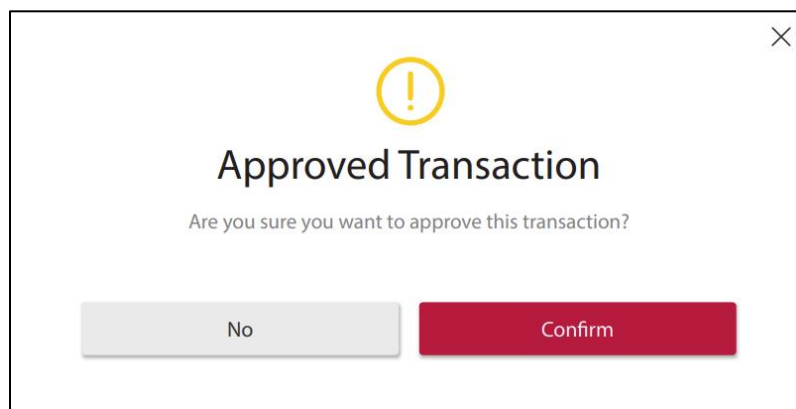 Approved Transaction
Are you sure you want to approve this transaction?
No
Confirm